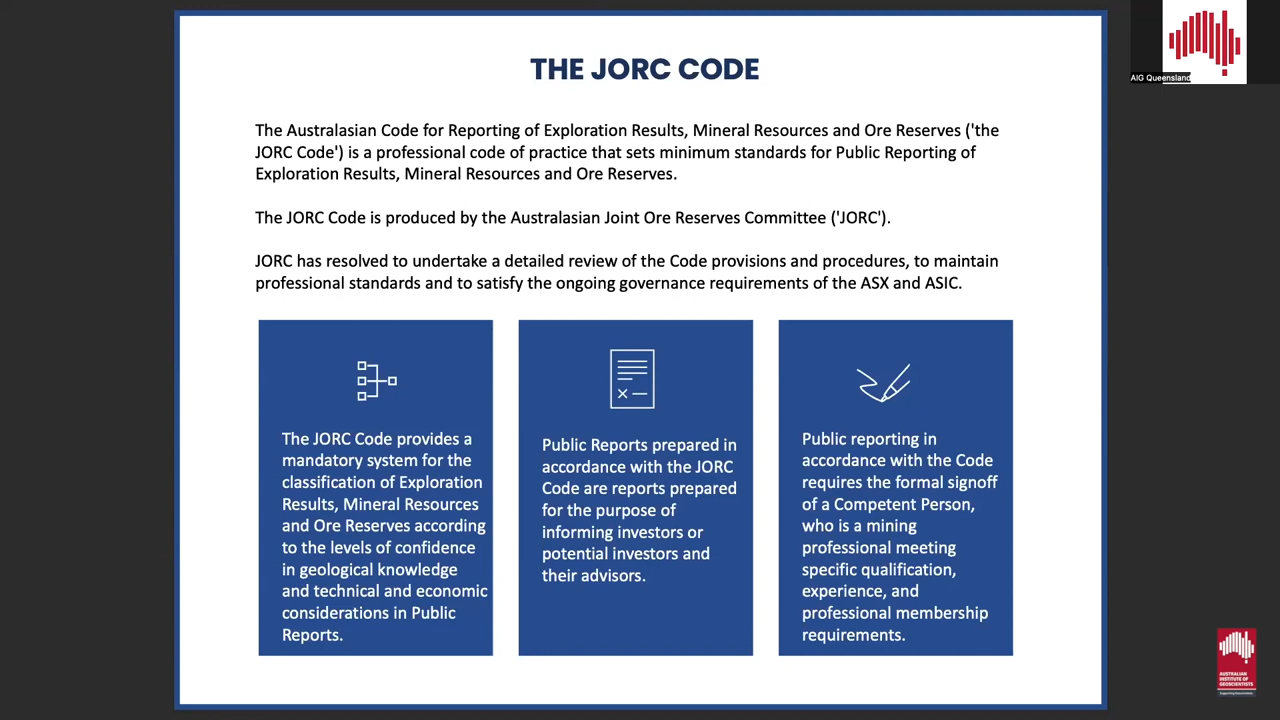 THE JORC CODE
The Australasian Code for Reporting of Exploration Results, Mineral Resources and Ore Reserves ('the
JORC Code') is a professional code of practice that sets minimum standards for Public Reporting of
Exploration Results, Mineral Resources and Ore Reserves.
The JORC Code is produced by the Australasian Joint Ore Reserves Committee ('JORC').
JORC has resolved to undertake a detailed review of the Code provisions and procedures, to maintain
professional standards and to satisfy the ongoing governance requirements of the ASX and ASIC.
The JORC Code provides a
mandatory system for the
classification of Exploration
Results, Mineral Resources
and Ore Reserves according
to the levels of confidence
in geological knowledge
and technical and economic
considerations in Public
Reports.
Public Reports prepared in
accordance with the JORC
Code are reports prepared
for the purpose of
informing investors or
potential investors and
their advisors.
Public reporting in
accordance with the Code
requires the formal signoff
of a Competent Person,
who is a mining
professional meeting
specific qualification,
experience, and
professional membership
requirements.
AIG Queensland
AUSTRALIAN
INSTITUTE OF
GEOSCIENTISTS